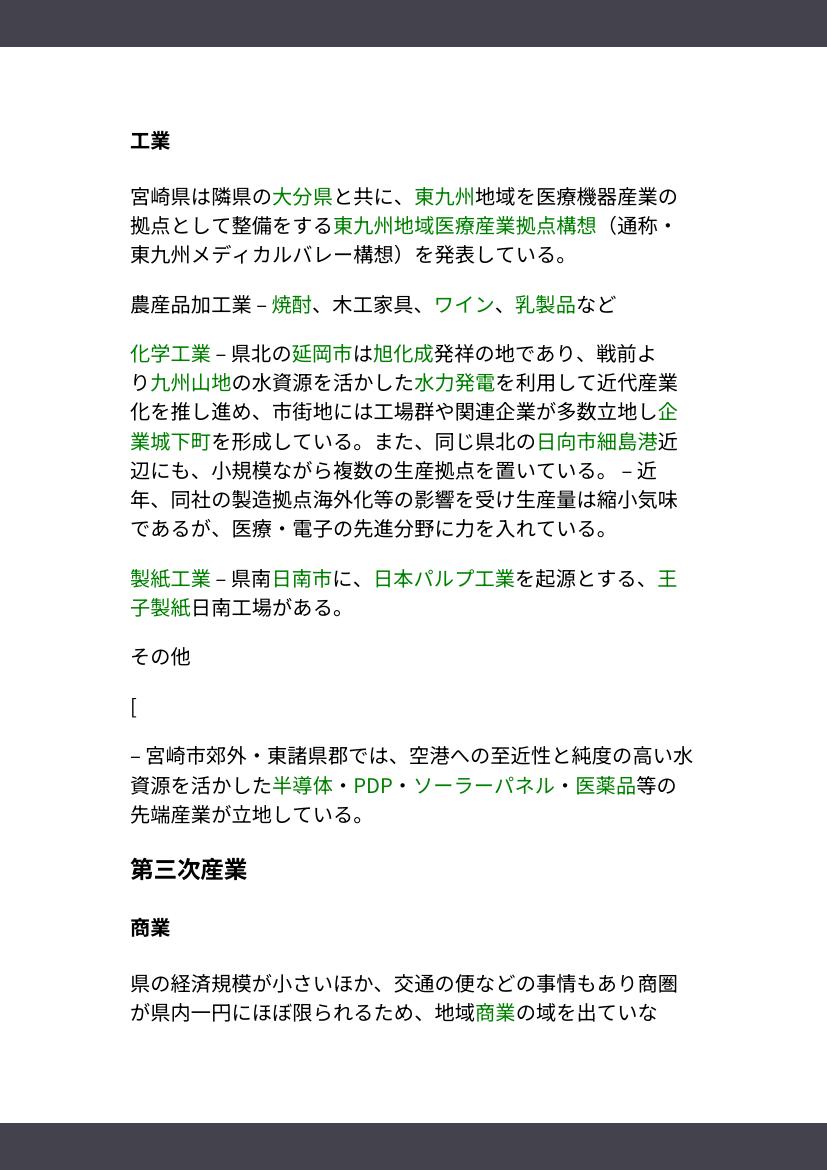 工業
宮崎県は隣県の大分県と共に、東九州地域を医療機器産業の
拠点として整備をする東九州地域医療産業拠点構想（通称・
東九州メディカルバレー構想）を発表している。
農産品加工業 – 焼酎、木工家具、ワイン、乳製品など
化学工業 – 県北の延岡市は旭化成発祥の地であり、戦前よ
り九州山地の水資源を活かした水力発電を利用して近代産業
化を推し進め、市街地には工場群や関連企業が多数立地し企
業城下町を形成している。また、同じ県北の日向市細島港近
辺にも、小規模ながら複数の生産拠点を置いている。 – 近
年、同社の製造拠点海外化等の影響を受け生産量は縮小気味
であるが、医療・電子の先進分野に力を入れている。
製紙工業 – 県南日南市に、日本パルプ工業を起源とする、王
子製紙日南工場がある。
その他
[
– 宮崎市郊外・東諸県郡では、空港への至近性と純度の高い水
資源を活かした半導体・PDP・ソーラーパネル・医薬品等の
先端産業が立地している。
第三次産業
商業
県の経済規模が小さいほか、交通の便などの事情もあり商圏
が県内一円にほぼ限られるため、地域商業の域を出ていな